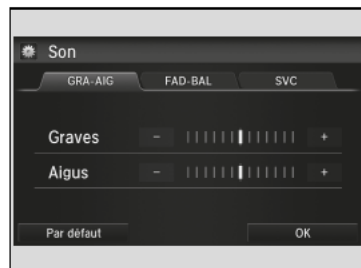 Son
GRA-AIG FAD-BAL SVC
Graves - +
Aigus - +
Par défaut OK